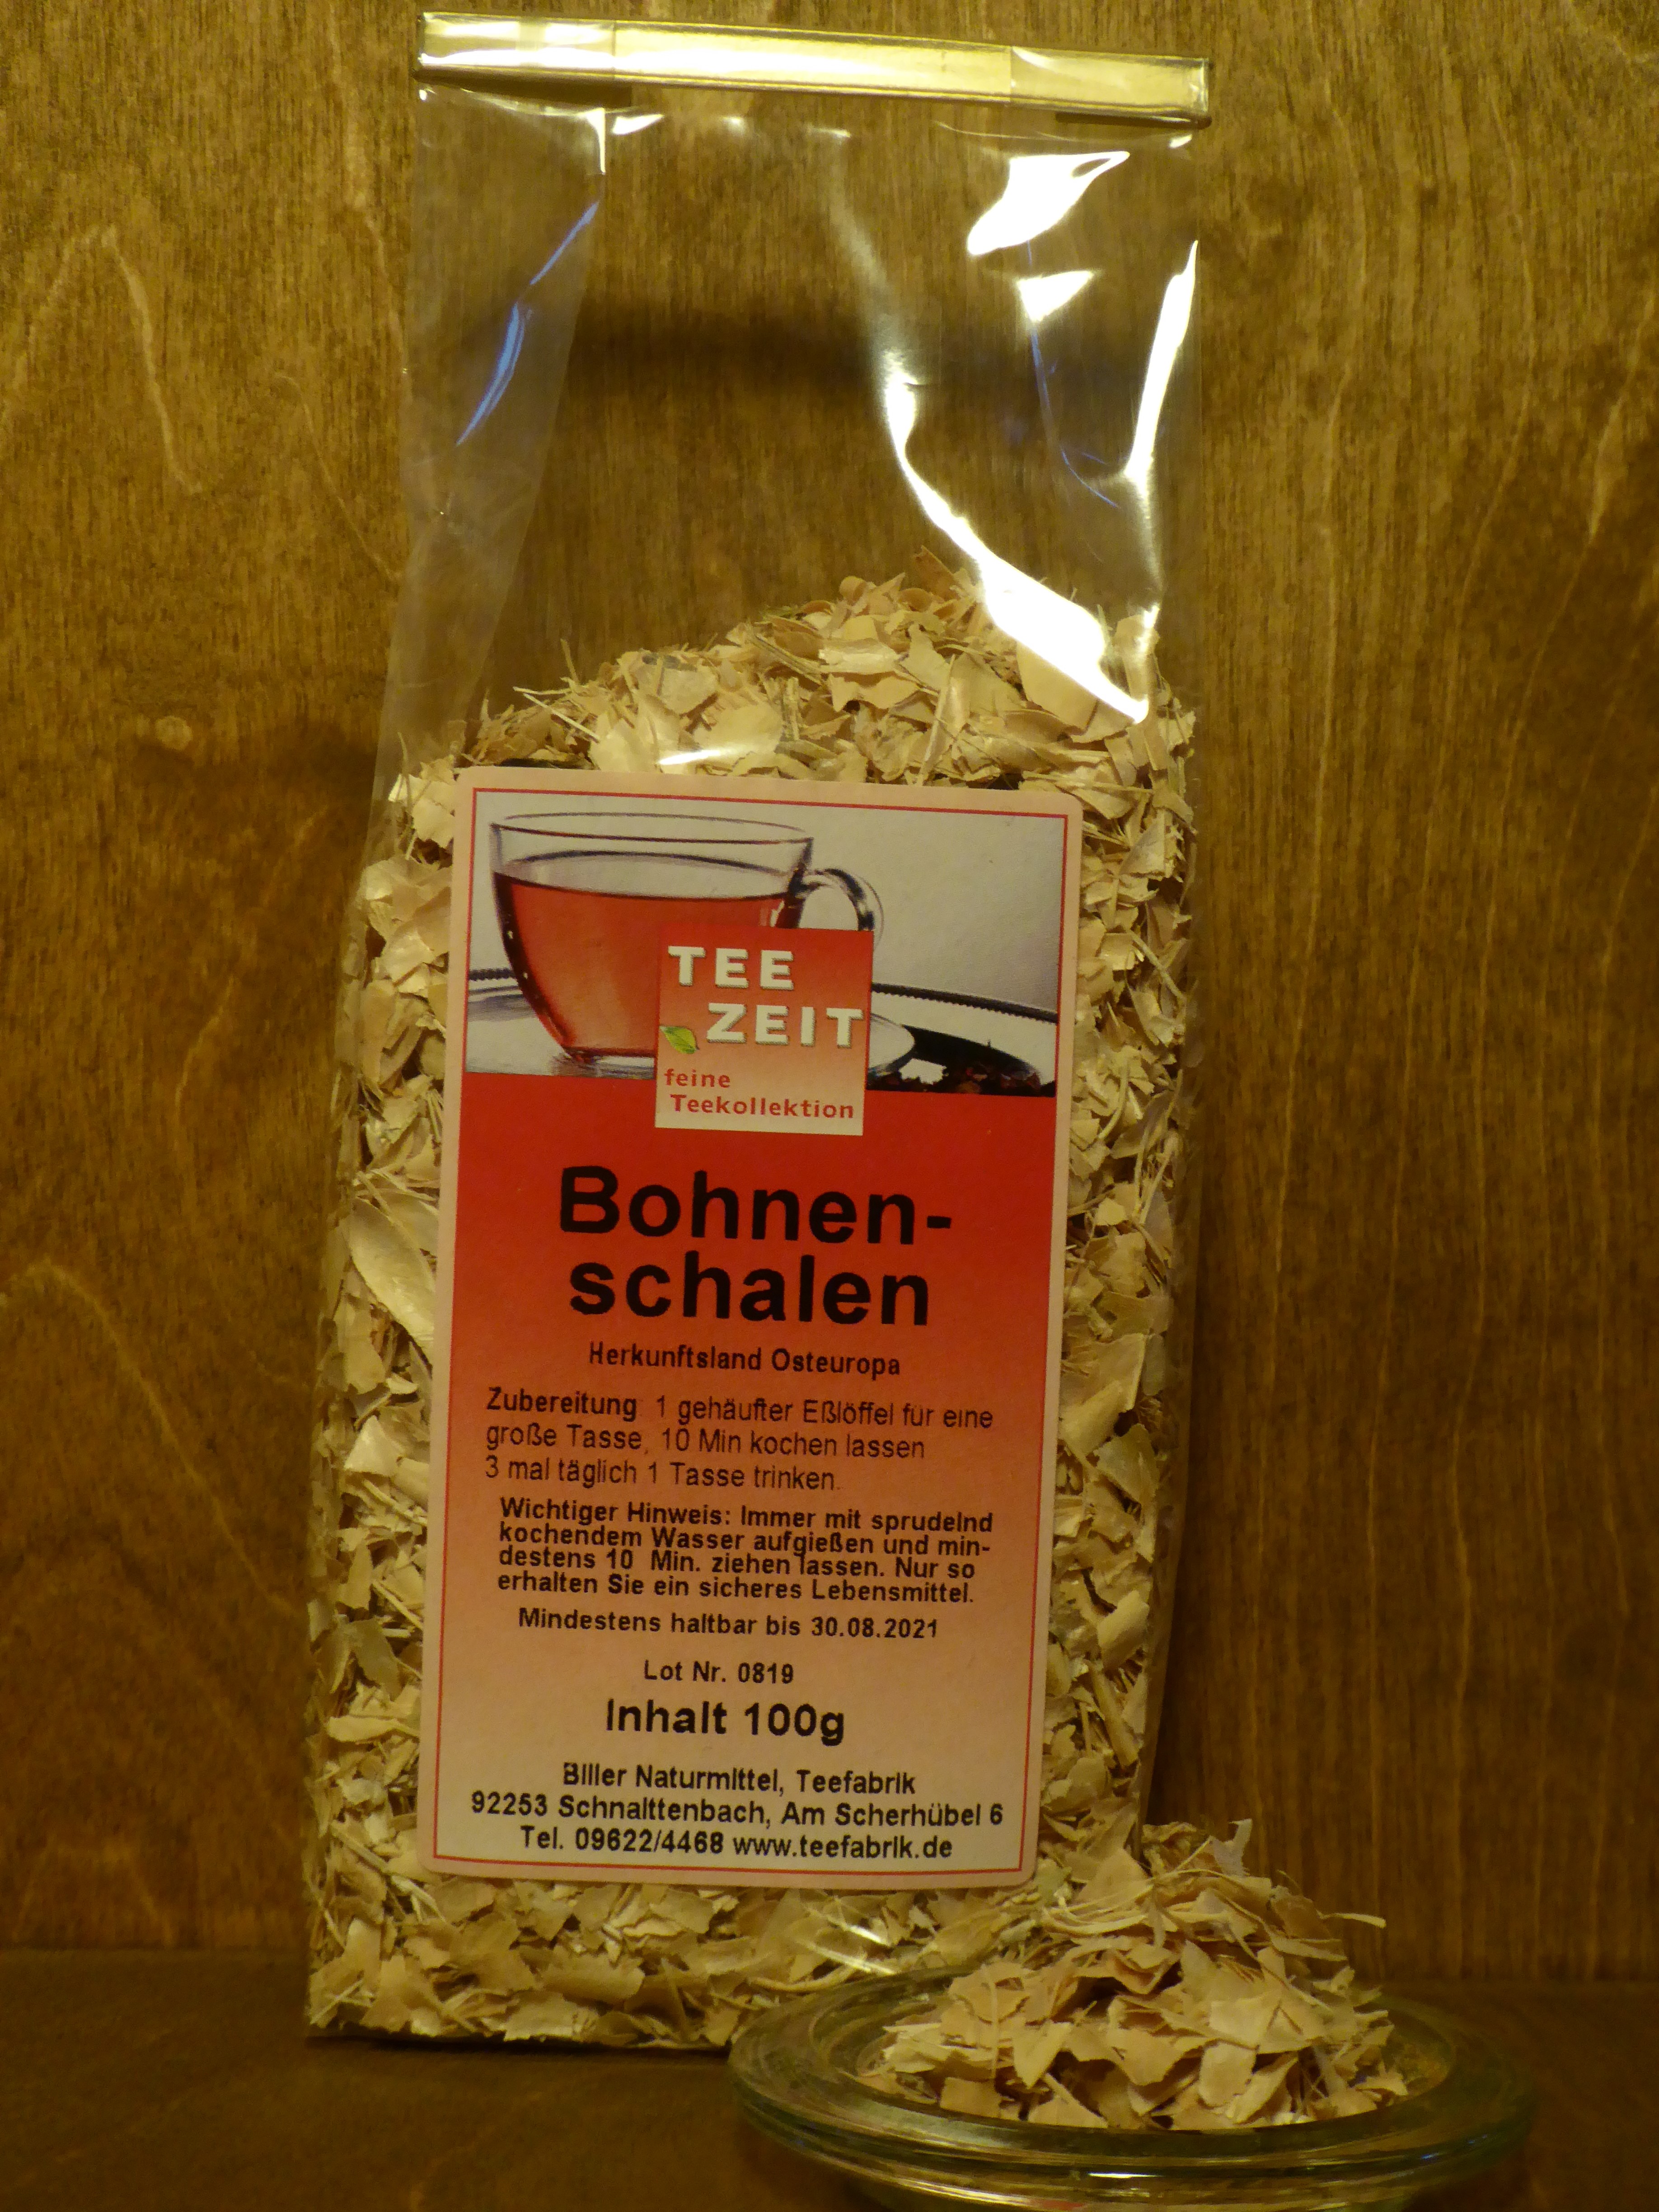 TEE
ZEIT
feine
Teekollektion
Bohnen-
schalen
Herkunftsland Osteuropa
Zubereitung: 1 gehäufter Eßlöffel für eine
große Tasse, 10 Min kochen lassen
3 mal täglich 1 Tasse trinken.
Wichtiger Hinweis: Immer mit sprudelnd
kochendem Wasser aufgießen und min-
destens 10 Min. ziehen lassen. Nur so
erhalten Sie ein sicheres Lebensmittel.
Mindestens haltbar bis 30.08.2021
Lot Nr. 0819
Inhalt 100g
Biller Naturmittel, Teefabrik
92253 Schnaittenbach, Am Scherhübel 6
Tel. 09622/4468 www.teefabrik.de